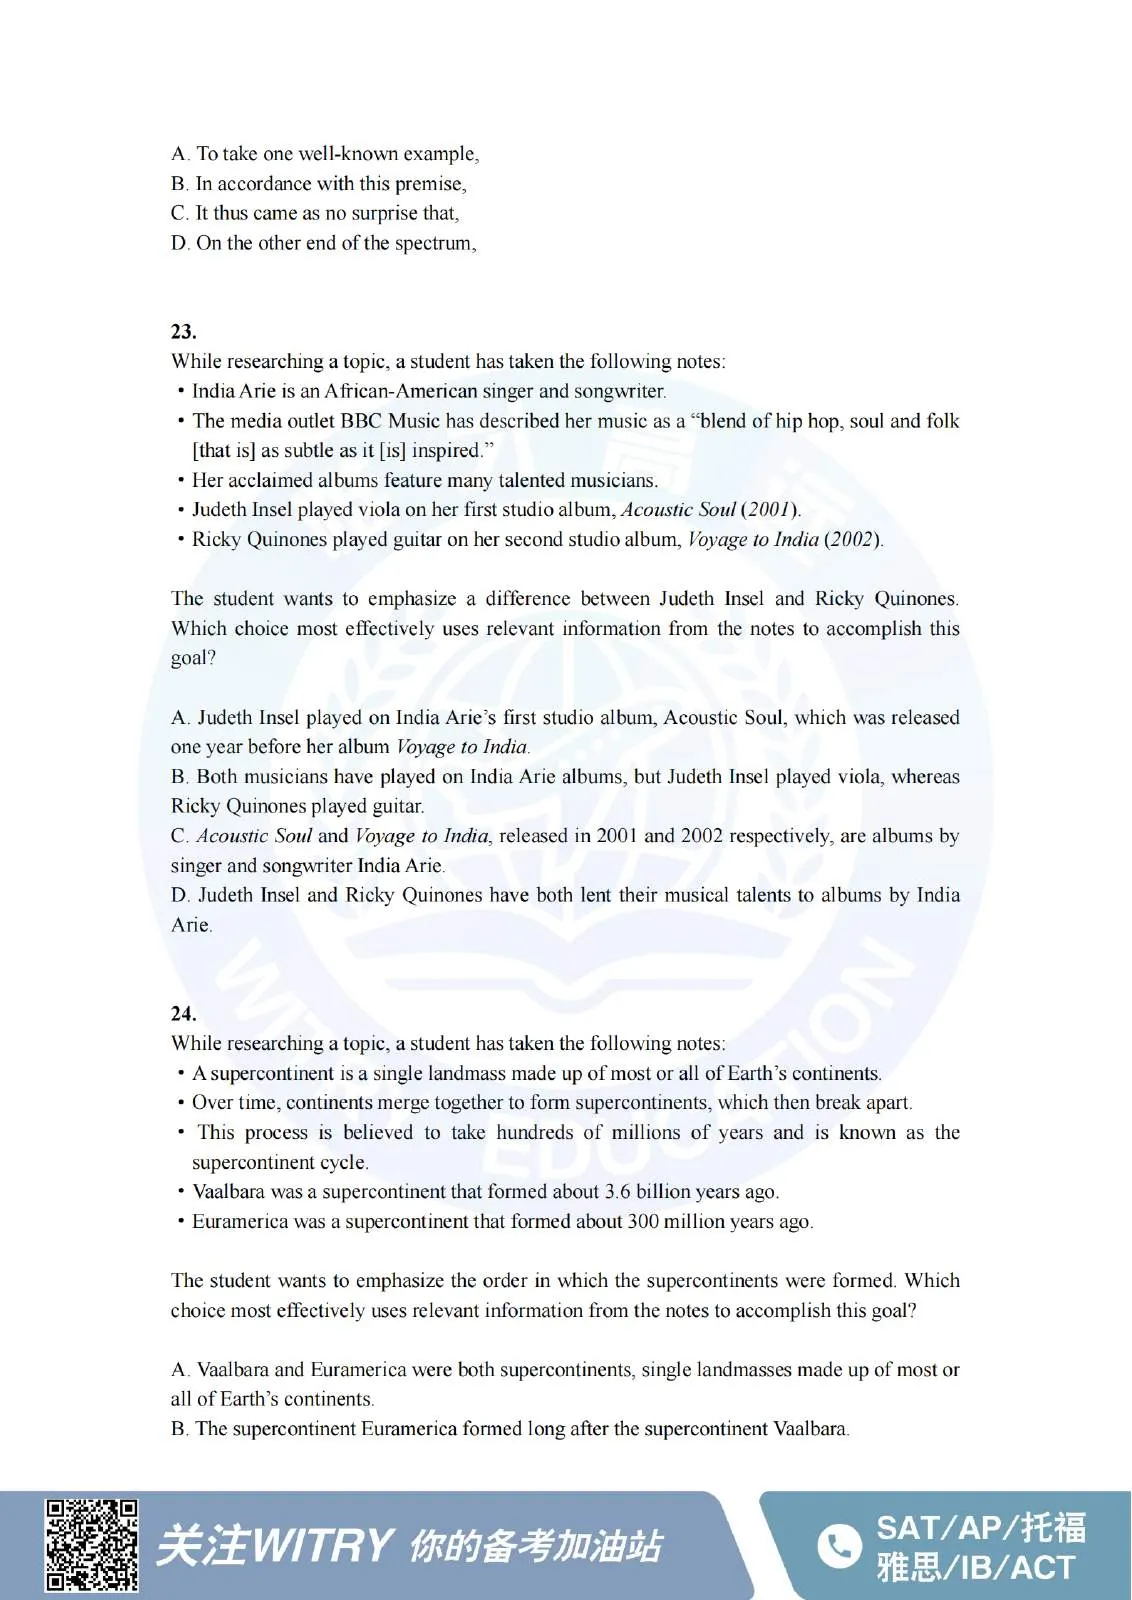 A. To take one well-known example,
B. In accordance with this premise,
C. It thus came as no surprise that,
D. On the other end of the spectrum,
23.
While researching a topic, a student has taken the following notes:
• India Arie is an African-American singer and songwriter.
• The media outlet BBC Music has described her music as a “blend of hip hop, soul and folk
[that is] as subtle as it [is] inspired.”
• Her acclaimed albums feature many talented musicians.
• Judeth Insel played viola on her first studio album, Acoustic Soul (2001).
• Ricky Quinones played guitar on her second studio album, Voyage to India (2002).
The student wants to emphasize a difference between Judeth Insel and Ricky Quinones.
Which choice most effectively uses relevant information from the notes to accomplish this
goal?
A. Judeth Insel played on India Arie’s first studio album, Acoustic Soul, which was released
one year before her album Voyage to India.
B. Both musicians have played on India Arie albums, but Judeth Insel played viola, whereas
Ricky Quinones played guitar.
C. Acoustic Soul and Voyage to India, released in 2001 and 2002 respectively, are albums by
singer and songwriter India Arie.
D. Judeth Insel and Ricky Quinones have both lent their musical talents to albums by India
Arie.
24.
While researching a topic, a student has taken the following notes:
• A supercontinent is a single landmass made up of most or all of Earth’s continents.
• Over time, continents merge together to form supercontinents, which then break apart.
• This process is believed to take hundreds of millions of years and is known as the
supercontinent cycle.
• Vaalbara was a supercontinent that formed about 3.6 billion years ago.
• Euramerica was a supercontinent that formed about 300 million years ago.
The student wants to emphasize the order in which the supercontinents were formed. Which
choice most effectively uses relevant information from the notes to accomplish this goal?
A. Vaalbara and Euramerica were both supercontinents, single landmasses made up of most or
all of Earth’s continents.
B. The supercontinent Euramerica formed long after the supercontinent Vaalbara.
WITRY EDUCATION
关注WITRY 你的备考加油站
SAT/AP/托福
雅思/IB/ACT